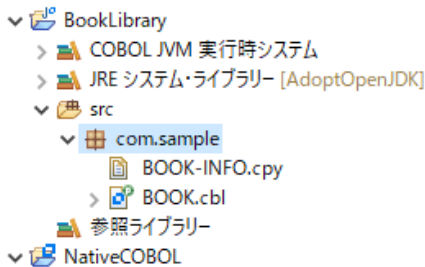 BookLibrary
COBOL JVM 実行時システム
JRE システム・ライブラリー [AdoptOpenJDK]
src
com.sample
BOOK-INFO.cpy
BOOK.cbl
参照ライブラリー
NativeCOBOL